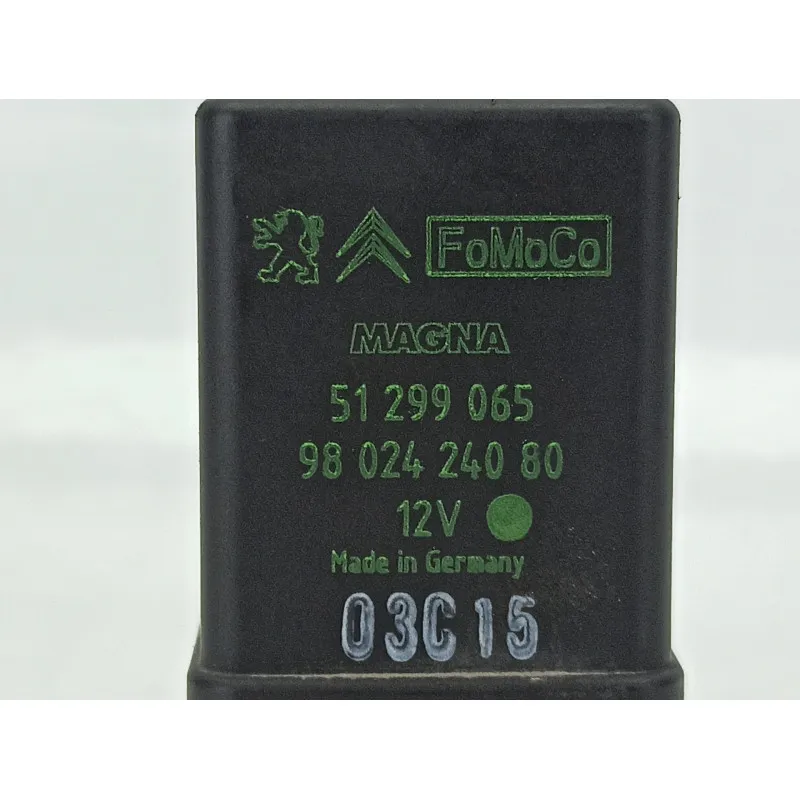 FoMoCo
MAGNA
51 299 065
98 024 240 80
12V
Made in Germany
03C15